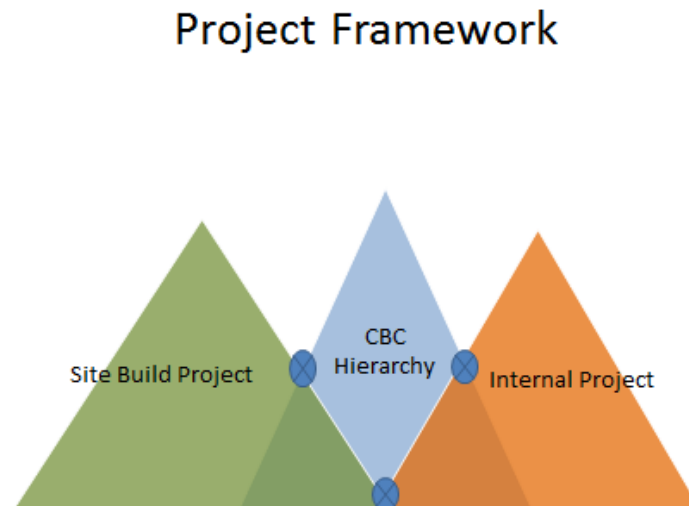 Project Framework
CBC
Hierarchy
Site Build Project
Internal Project